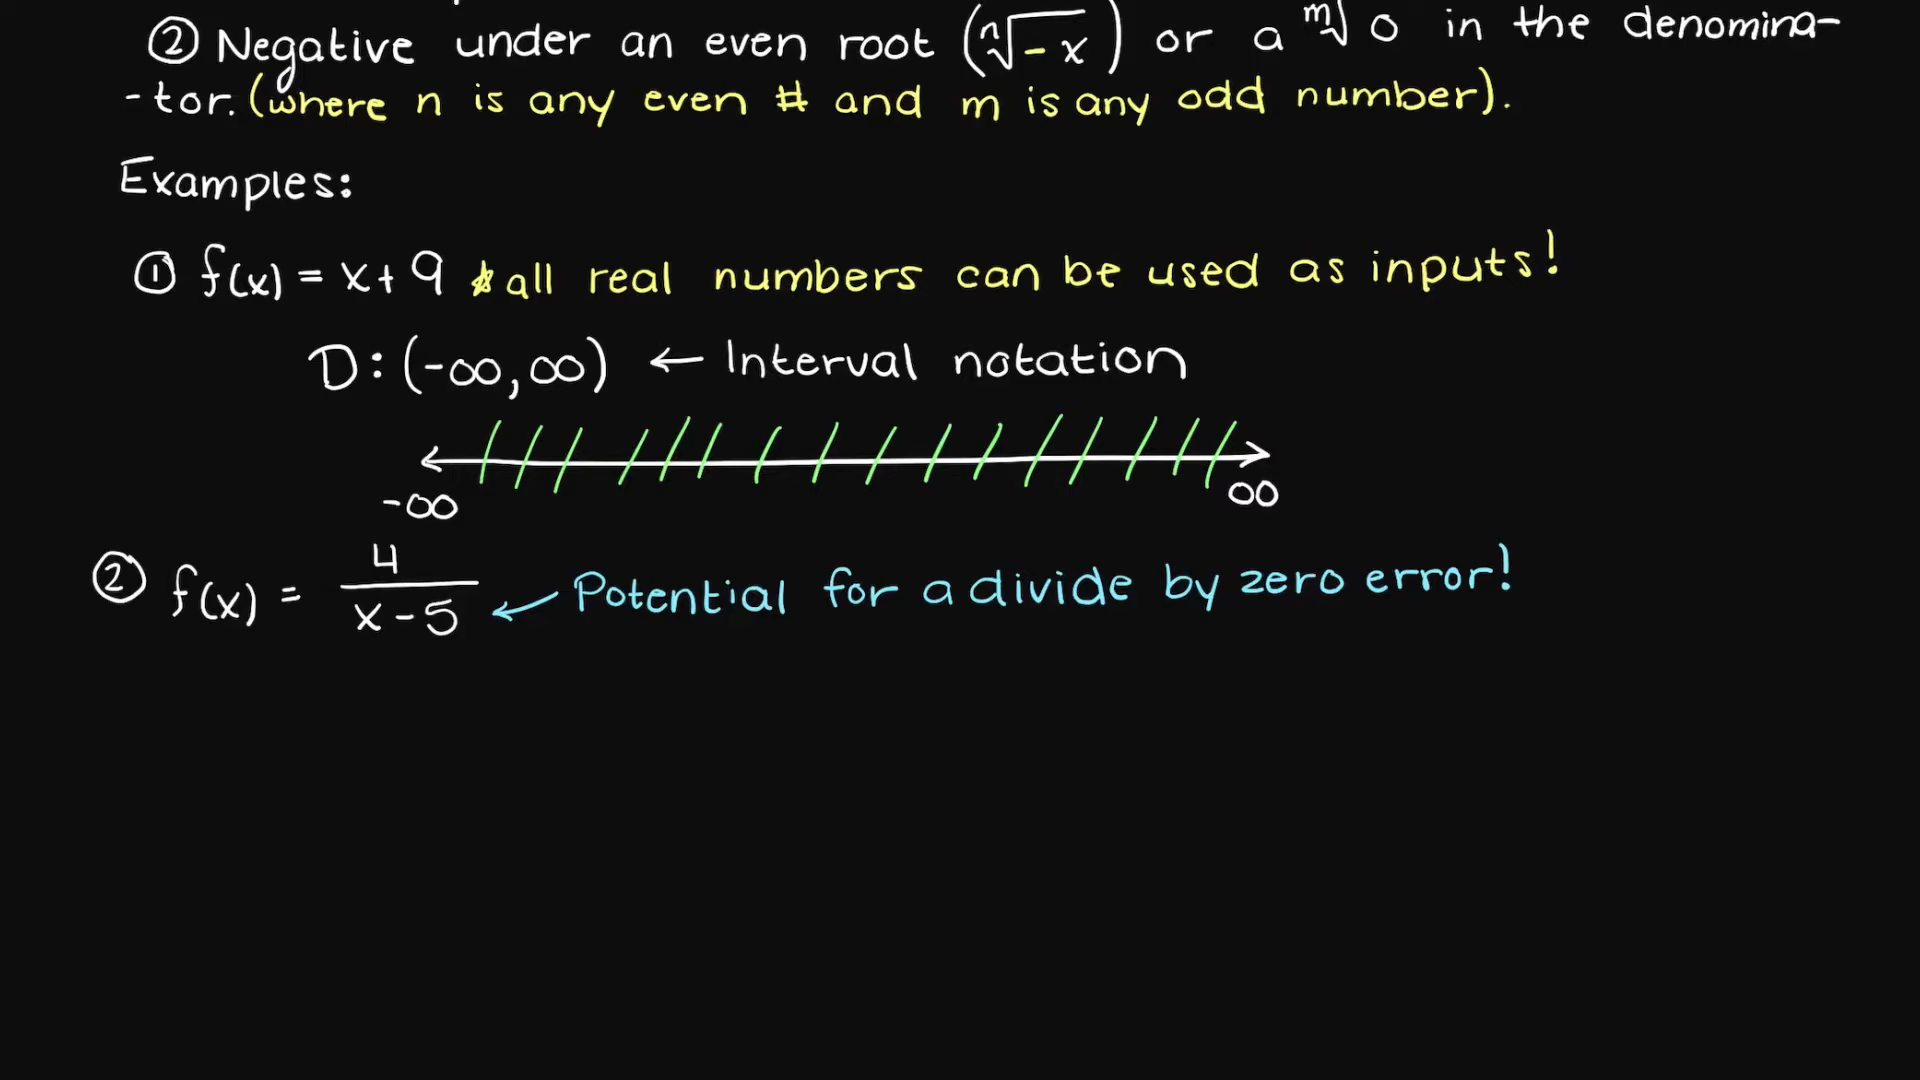 ② Negative under an even root (ⁿ√-x) or a ᵐ√0 in the denomina-
-tor. (where n is any even # and m is any odd number).
Examples:
① f(x) = x+9 * all real numbers can be used as inputs!
D: (-∞,∞) ← Interval notation
-∞ ∞
② f(x) = 4/(x-5) ← Potential for a divide by zero error!